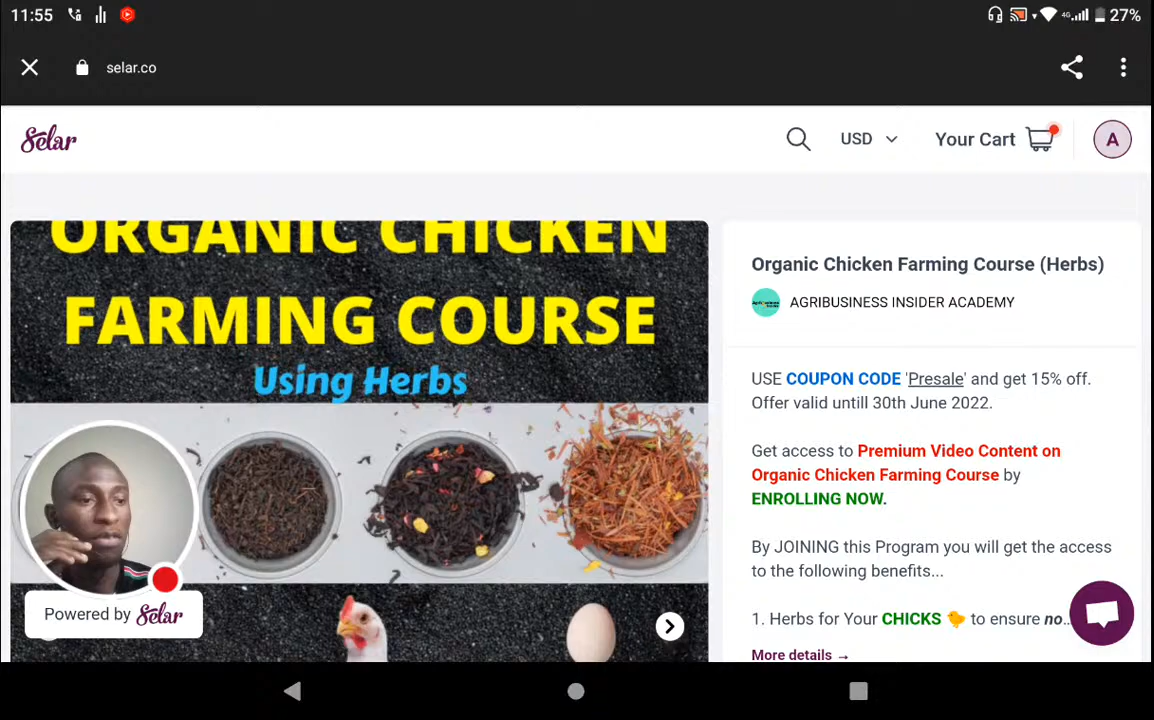 11:55
4G 27%
selar.co
Selar
USD
Your Cart
A
ORGANIC CHICKEN
FARMING COURSE
Using Herbs
Powered by Selar
Organic Chicken Farming Course (Herbs)
AGRIBUSINESS INSIDER ACADEMY
USE COUPON CODE 'Presale' and get 15% off.
Offer valid untill 30th June 2022.
Get access to Premium Video Content on
Organic Chicken Farming Course by
ENROLLING NOW.
By JOINING this Program you will get the access
to the following benefits...
1. Herbs for Your CHICKS 🐤 to ensure no...
More details →